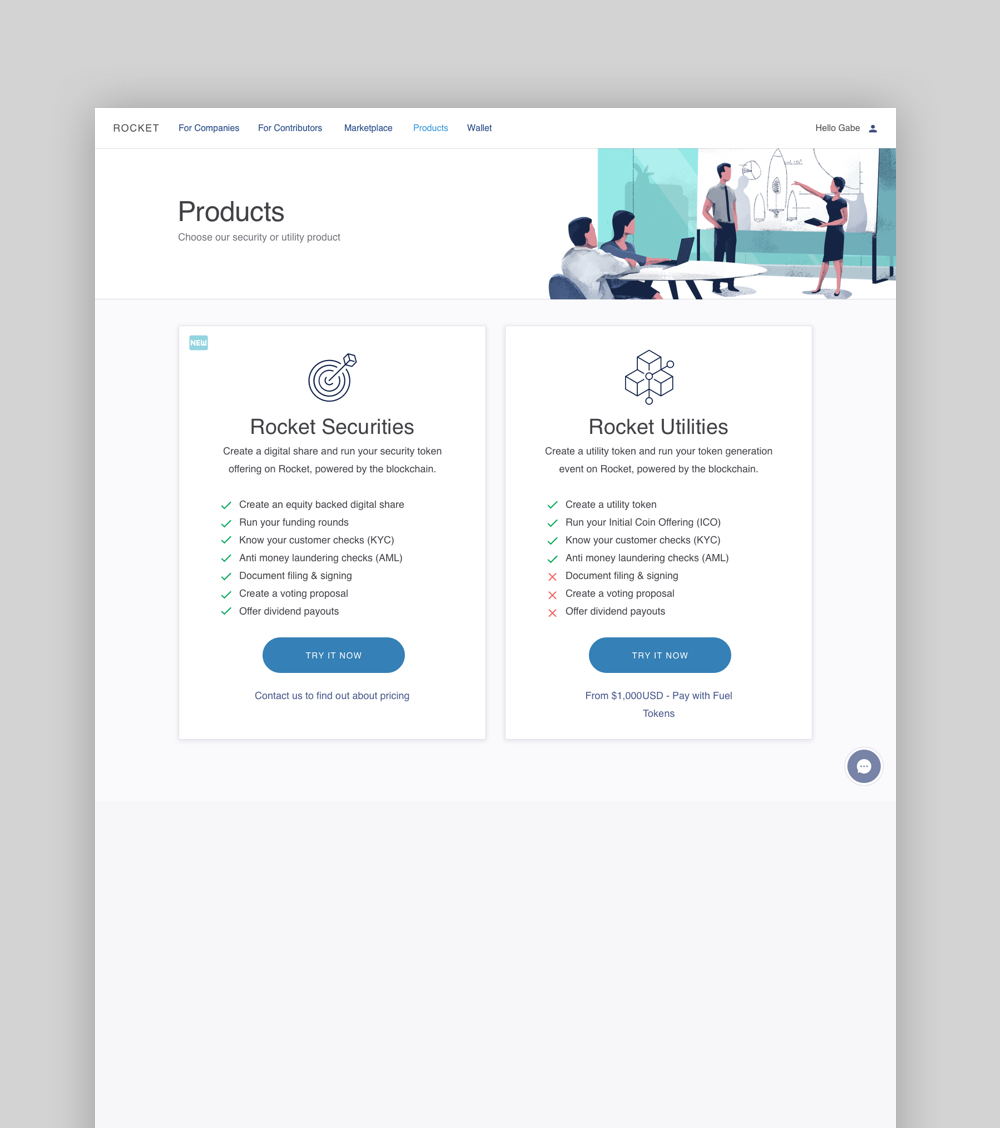 ROCKET For Companies For Contributors Marketplace Products Wallet Hello Gabe
Products
Choose our security or utility product
NEW
Rocket Securities
Create a digital share and run your security token
offering on Rocket, powered by the blockchain.
Create an equity backed digital share
Run your funding rounds
Know your customer checks (KYC)
Anti money laundering checks (AML)
Document filing & signing
Create a voting proposal
Offer dividend payouts
TRY IT NOW
Contact us to find out about pricing
Rocket Utilities
Create a utility token and run your token generation
event on Rocket, powered by the blockchain.
Create a utility token
Run your Initial Coin Offering (ICO)
Know your customer checks (KYC)
Anti money laundering checks (AML)
Document filing & signing
Create a voting proposal
Offer dividend payouts
TRY IT NOW
From $1,000USD - Pay with Fuel
Tokens